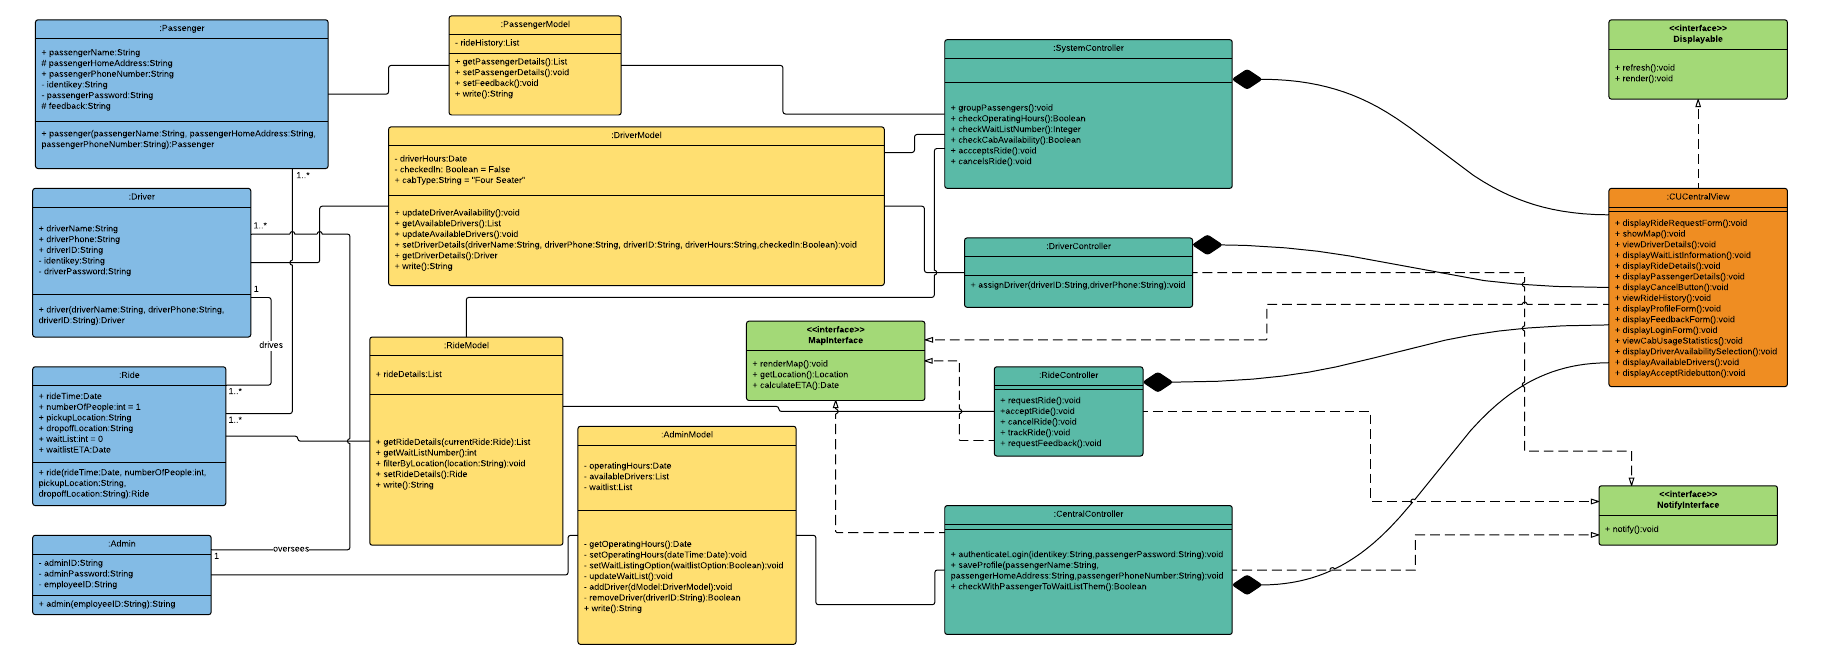 :Passenger
+ passengerName:String
# passengerHomeAddress:String
+ passengerPhoneNumber:String
- identikey:String
- passengerPassword:String
# feedback:String
+ passenger(passengerName:String, passengerHomeAddress:String,
passengerPhoneNumber:String):Passenger
1..*
:Driver
+ driverName:String
+ driverPhone:String
+ driverID:String
- identikey:String
- driverPassword:String
+ driver(driverName:String, driverPhone:String,
driverID:String):Driver
1..*
1
drives
1..*
1..*
:Ride
+ rideTime:Date
+ numberOfPeople:int = 1
+ pickupLocation:String
+ dropoffLocation:String
+ waitList:int = 0
+ waitlistETA:Date
+ ride(rideTime:Date, numberOfPeople:int,
pickupLocation:String,
dropoffLocation:String):Ride
:Admin
- adminID:String
- adminPassword:String
- employeeID:String
+ admin(employeeID:String):String
1
oversees
:PassengerModel
- rideHistory:List
+ getPassengerDetails():List
+ setPassengerDetails():void
+ setFeedback():void
+ write():String
:DriverModel
- driverHours:Date
- checkedIn: Boolean = False
+ cabType:String = "Four Seater"
+ updateDriverAvailability():void
+ getAvailableDrivers():List
+ updateAvailableDrivers():void
+ setDriverDetails(driverName:String, driverPhone:String, driverID:String, driverHours:String,checkedIn:Boolean):void
+ getDriverDetails():Driver
+ write():String
:RideModel
+ rideDetails:List
+ getRideDetails(currentRide:Ride):List
+ getWaitListNumber():int
+ filterByLocation(location:String):void
+ setRideDetails():Ride
+ write():String
:AdminModel
- operatingHours:Date
- availableDrivers:List
- waitlist:List
- getOperatingHours():Date
- setOperatingHours(dateTime:Date):void
- setWaitListingOption(waitlistOption:Boolean):void
- updateWaitList():void
- addDriver(dModel:DriverModel):void
- removeDriver(driverID:String):Boolean
+ write():String
<<interface>>
MapInterface
+ renderMap():void
+ getLocation():Location
+ calculateETA():Date
:SystemController
+ groupPassengers():void
+ checkOperatingHours():Boolean
+ checkWaitListNumber():Integer
+ checkCabAvailability():Boolean
+ accceptsRide():void
+ cancelsRide():void
:DriverController
+ assignDriver(driverID:String,driverPhone:String):void
:RideController
+ requestRide():void
+acceptRide():void
+ cancelRide():void
+ trackRide():void
+ requestFeedback():void
:CentralController
+ authenticateLogin(identikey:String,passengerPassword:String):void
+ saveProfile(passengerName:String,
passengerHomeAddress:String,passengerPhoneNumber:String):void
+ checkWithPassengerToWaitListThem():Boolean
<<interface>>
Displayable
+ refresh():void
+ render():void
:CUCentralView
+ displayRideRequestForm():void
+ showMap():void
+ viewDriverDetails():void
+ displayWaitListInformation():void
+ displayRideDetails():void
+ displayPassengerDetails():void
+ displayCancelButton():void
+ viewRideHistory():void
+ displayProfileForm():void
+ displayFeedbackForm():void
+ displayLoginForm():void
+ viewCabUsageStatistics():void
+ displayDriverAvailabilitySelection():void
+ displayAvailableDrivers():void
+ displayAcceptRidebutton():void
<<interface>>
NotifyInterface
+ notify():void